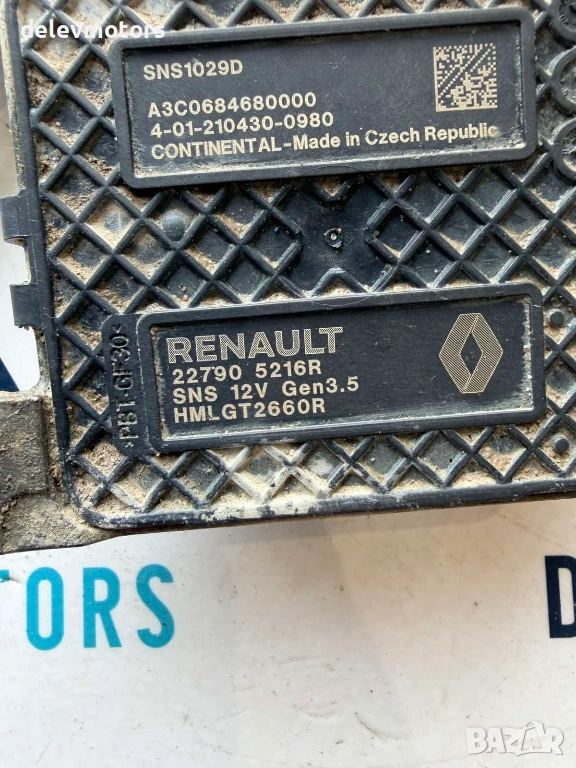 delevmotors
SNS1029D
A3C0684680000
4-01-210430-0980
CONTINENTAL-Made in Czech Republic
>PBT-GF30<
RENAULT
22790 5216R
SNS 12V Gen3.5
HMLGT2660R
TORS
D
BAZAR